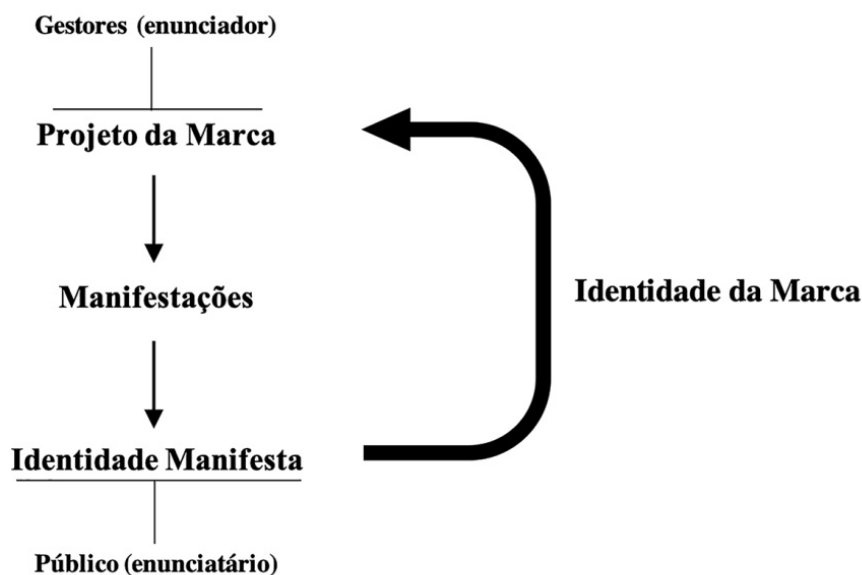 Gestores (enunciador)
Projeto da Marca
Manifestações
Identidade da Marca
Identidade Manifesta
Público (enunciatário)